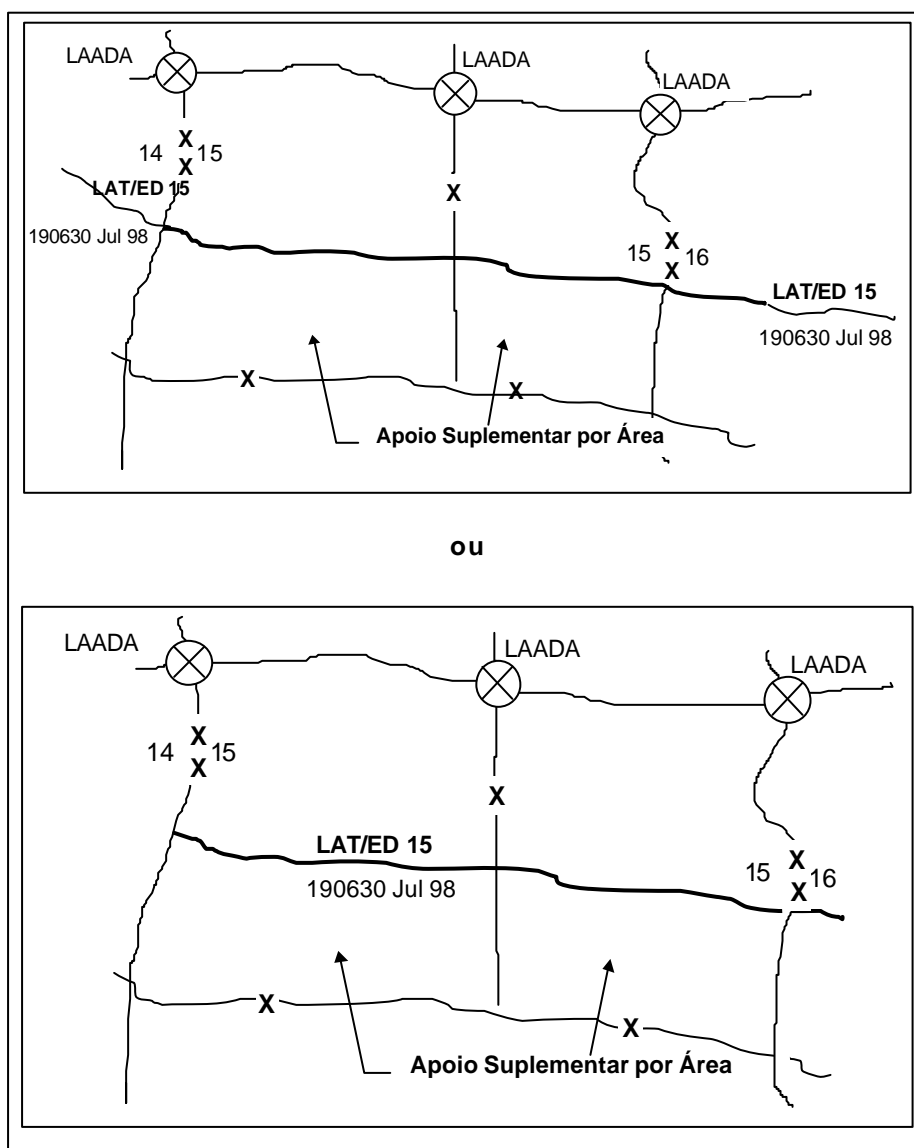 LAADA
LAADA
LAADA
X
14 15
X
LAT/ED 15
X
190630 Jul 98
X
15 16
X
LAT/ED 15
190630 Jul 98
X
X
Apoio Suplementar por Área
ou
LAADA
LAADA
LAADA
X
14 15
X
X
LAT/ED 15
X
15 16
190630 Jul 98
X
X
X
Apoio Suplementar por Área